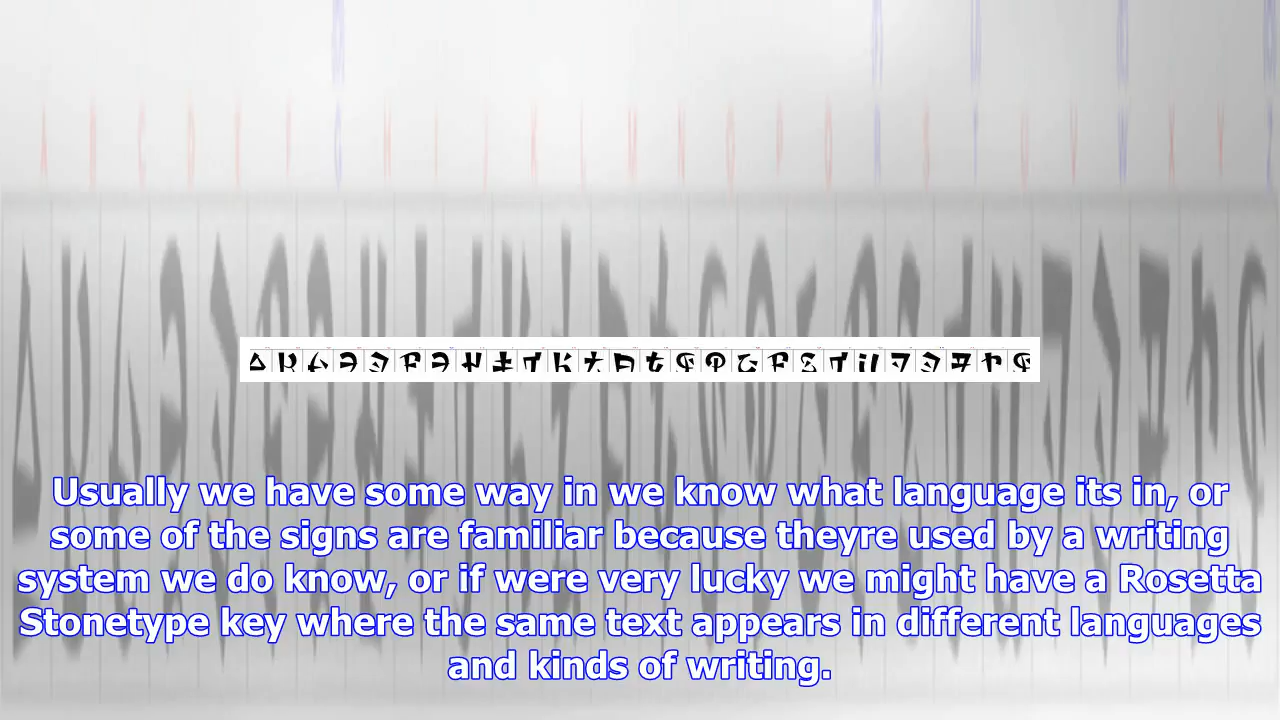 Usually we have some way in we know what language its in, or
some of the signs are familiar because theyre used by a writing
system we do know, or if were very lucky we might have a Rosetta
Stonetype key where the same text appears in different languages
and kinds of writing.